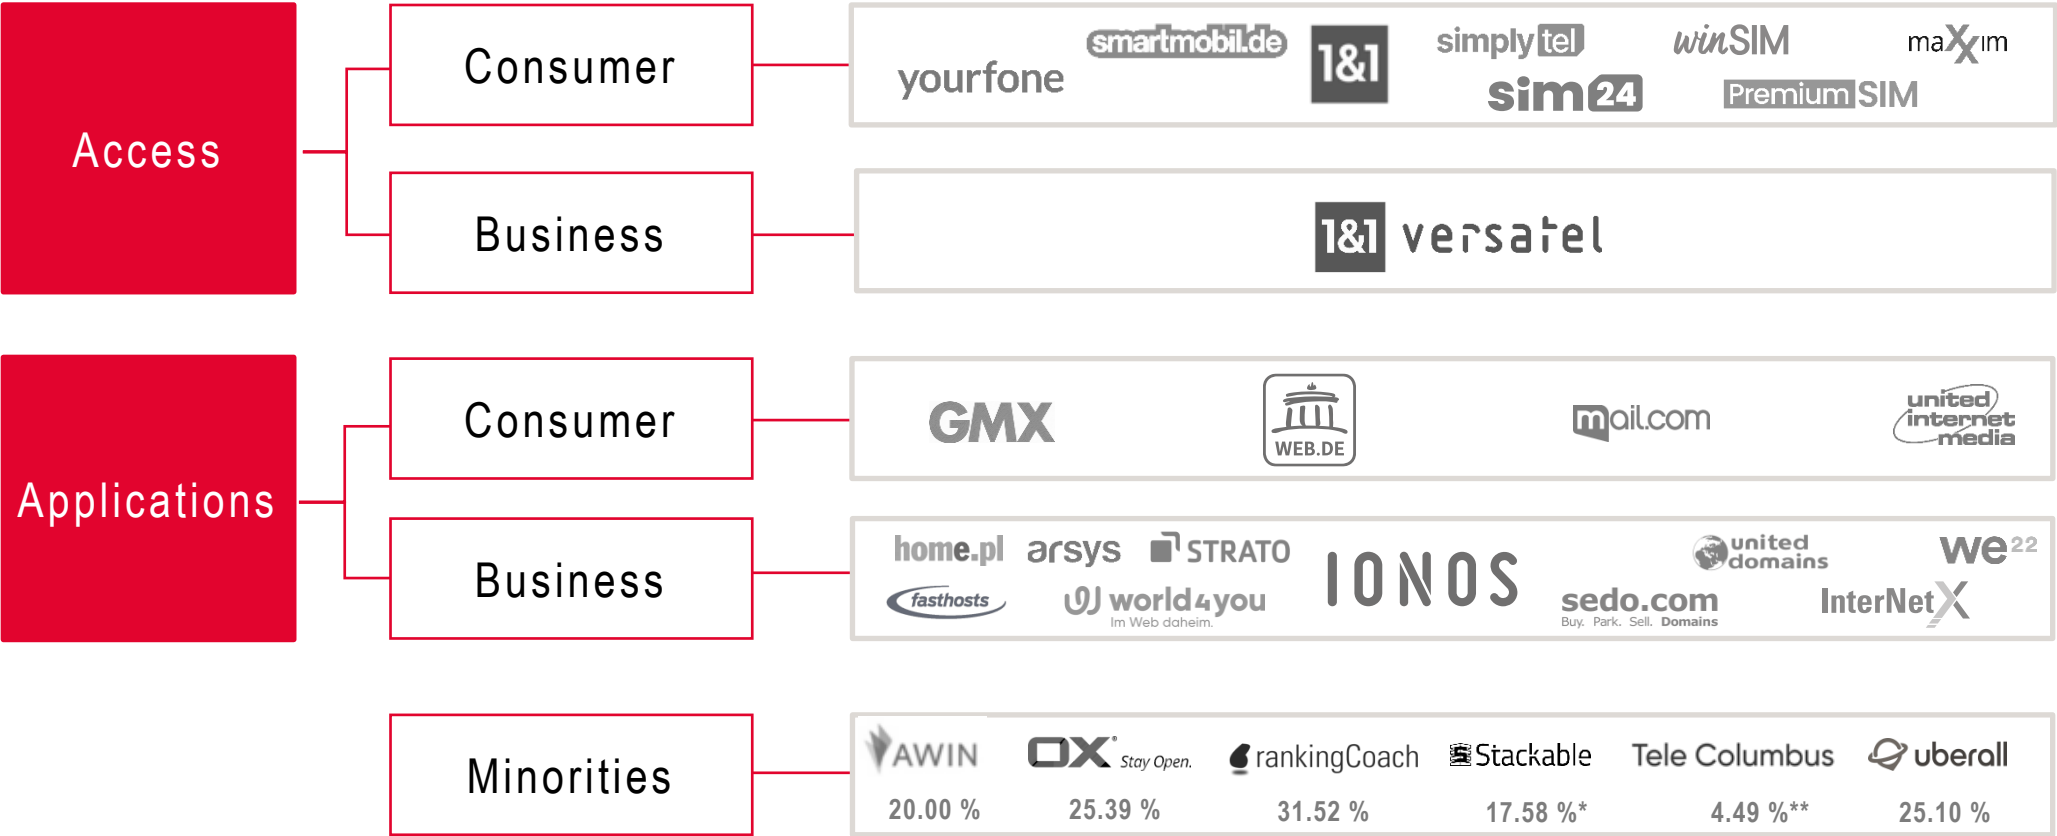 Access
Consumer
yourfone
smartmobil.de
1&1
simplytel
sim24
winSIM
PremiumSIM
maXXim
Business
1&1 versatel
Applications
Consumer
GMX
WEB.DE
mail.com
united
internet
media
Business
home.pl
arsys
STRATO
fasthosts
world4you
Im Web daheim.
IONOS
united
domains
we22
sedo.com
Buy. Park. Sell. Domains
InterNetX
Minorities
AWIN
OX® Stay Open.
rankingCoach
Stackable
Tele Columbus
uberall
20.00 %
25.39 %
31.52 %
17.58 %*
4.49 %**
25.10 %